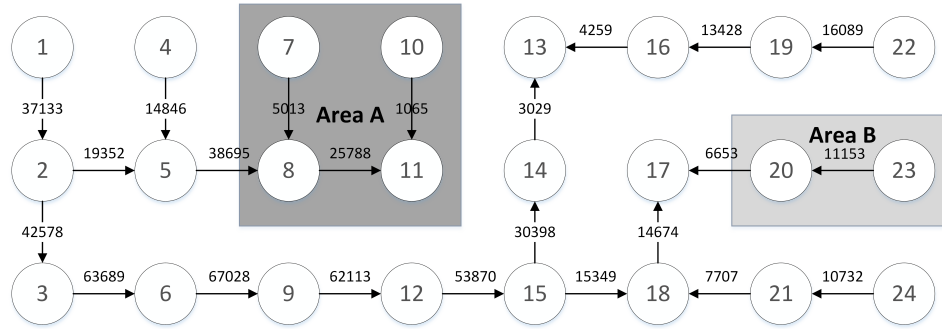 1 4 7 10 13 4259 16 13428 19 16089 22
37133 14846 5013 Area A 1065 3029
Area B
2 19352 5 38695 8 25788 11 14 17 6653 20 11153 23
42578 30398 14674
3 63689 6 67028 9 62113 12 53870 15 15349 18 7707 21 10732 24